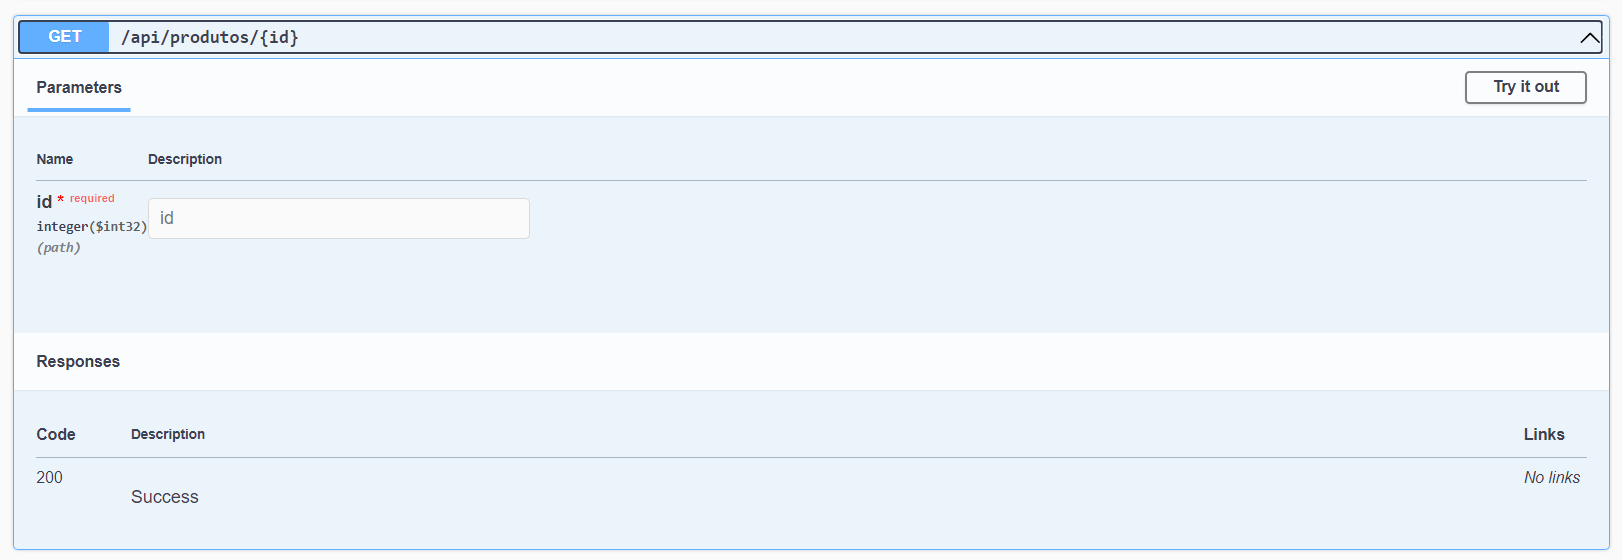 GET /api/produtos/{id}
Parameters
Try it out
Name Description
id * required
integer($int32)
(path)
id
Responses
Code Description Links
200 Success No links